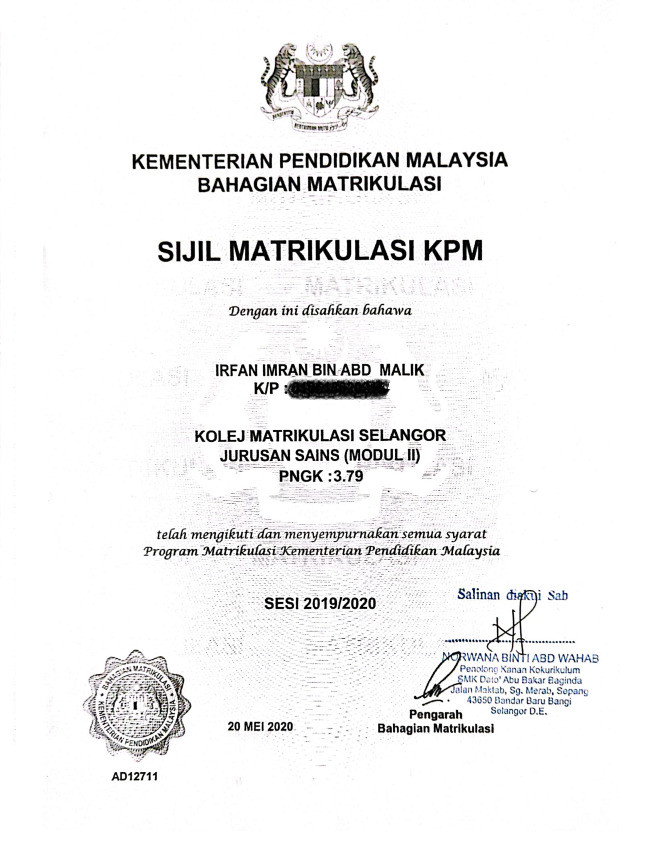 KEMENTERIAN PENDIDIKAN MALAYSIA
BAHAGIAN MATRIKULASI
SIJIL MATRIKULASI KPM
MATRIKULASI
Dengan ini disahkan bahawa
IRFAN IMRAN BIN ABD MALIK
K/P :
KOLEJ MATRIKULASI SELANGOR
JURUSAN SAINS (MODUL II)
PNGK :3.79
telah mengikuti dan menyempurnakan semua syarat
Program Matrikulasi Kementerian Pendidikan Malaysia
SESI 2019/2020
Salinan diakui Sah
NORWANA BINTI ABD WAHAB
Penolong Kanan Kokurikulum
SMK Dato' Abu Bakar Baginda
Jalan Maktab, Sg. Merab, Sepang
43650 Bandar Baru Bangi
Selangor D.E.
Pengarah
Bahagian Matrikulasi
20 MEI 2020
BAHAGIAN MATRIKULASI
KEMENTERIAN PENDIDIKAN MALAYSIA
AD12711